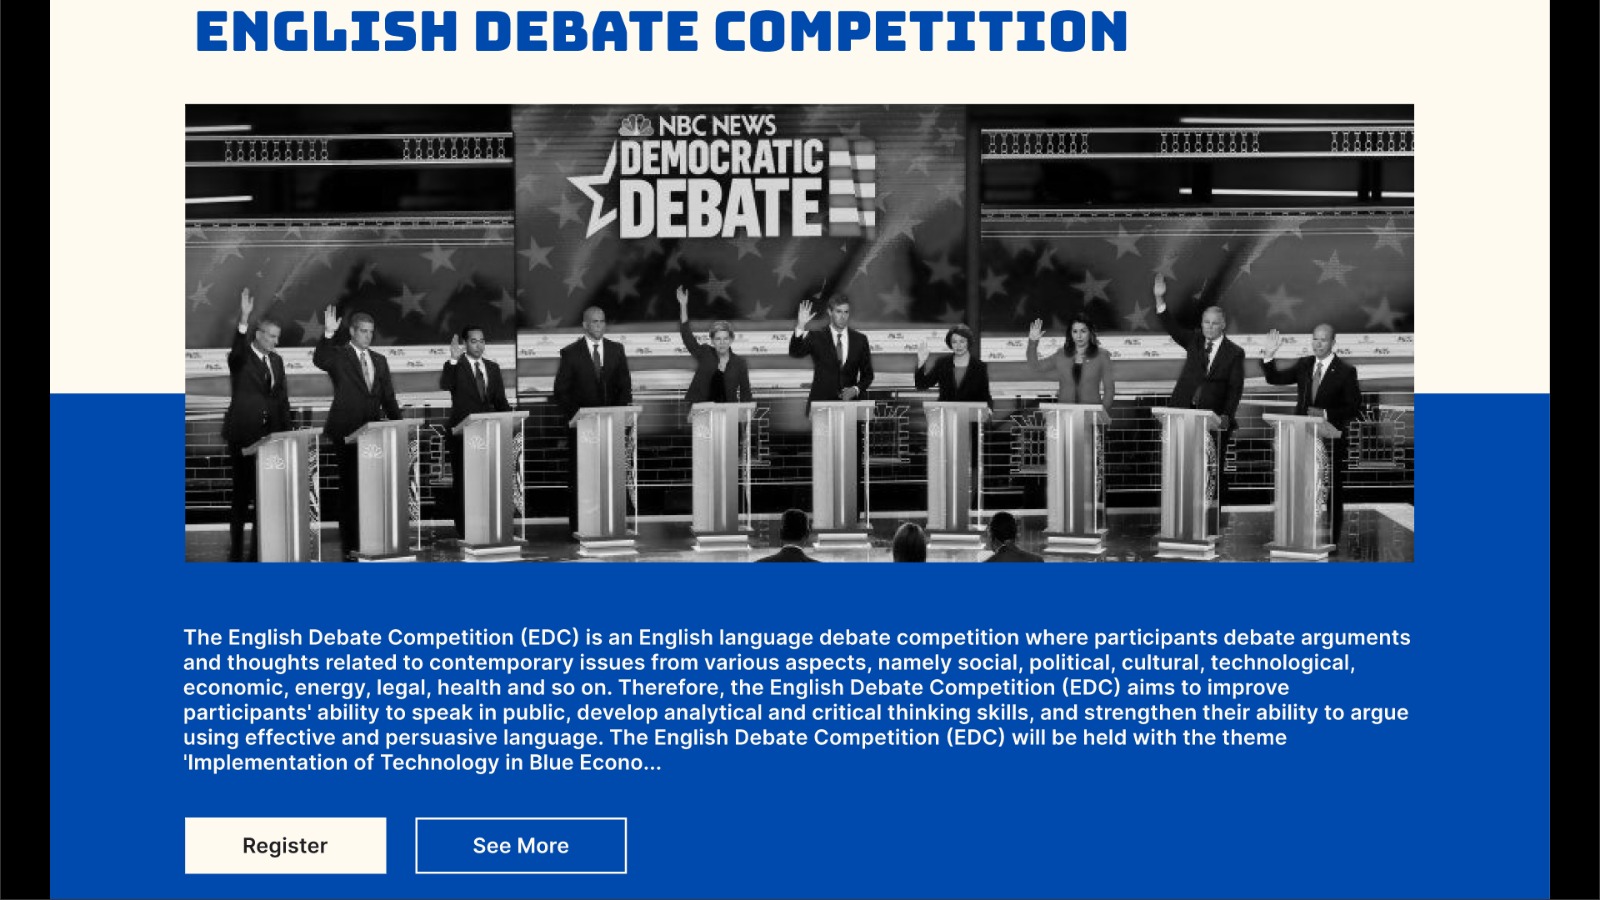 ENGLISH DEBATE COMPETITION
NBC NEWS
DEMOCRATIC
DEBATE
The English Debate Competition (EDC) is an English language debate competition where participants debate arguments
and thoughts related to contemporary issues from various aspects, namely social, political, cultural, technological,
economic, energy, legal, health and so on. Therefore, the English Debate Competition (EDC) aims to improve
participants' ability to speak in public, develop analytical and critical thinking skills, and strengthen their ability to argue
using effective and persuasive language. The English Debate Competition (EDC) will be held with the theme
'Implementation of Technology in Blue Econo...
Register
See More